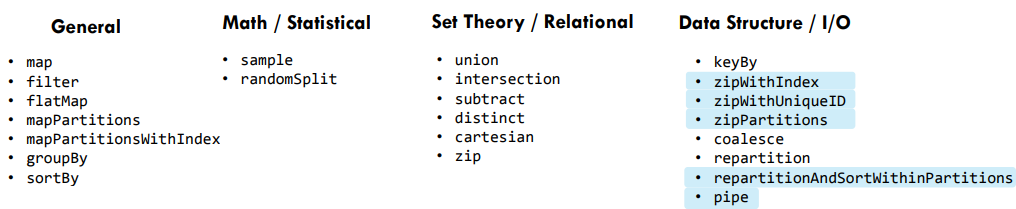 General
• map
• filter
• flatMap
• mapPartitions
• mapPartitionsWithIndex
• groupBy
• sortBy
Math / Statistical
• sample
• randomSplit
Set Theory / Relational
• union
• intersection
• subtract
• distinct
• cartesian
• zip
Data Structure / I/O
• keyBy
• zipWithIndex
• zipWithUniqueID
• zipPartitions
• coalesce
• repartition
• repartitionAndSortWithinPartitions
• pipe